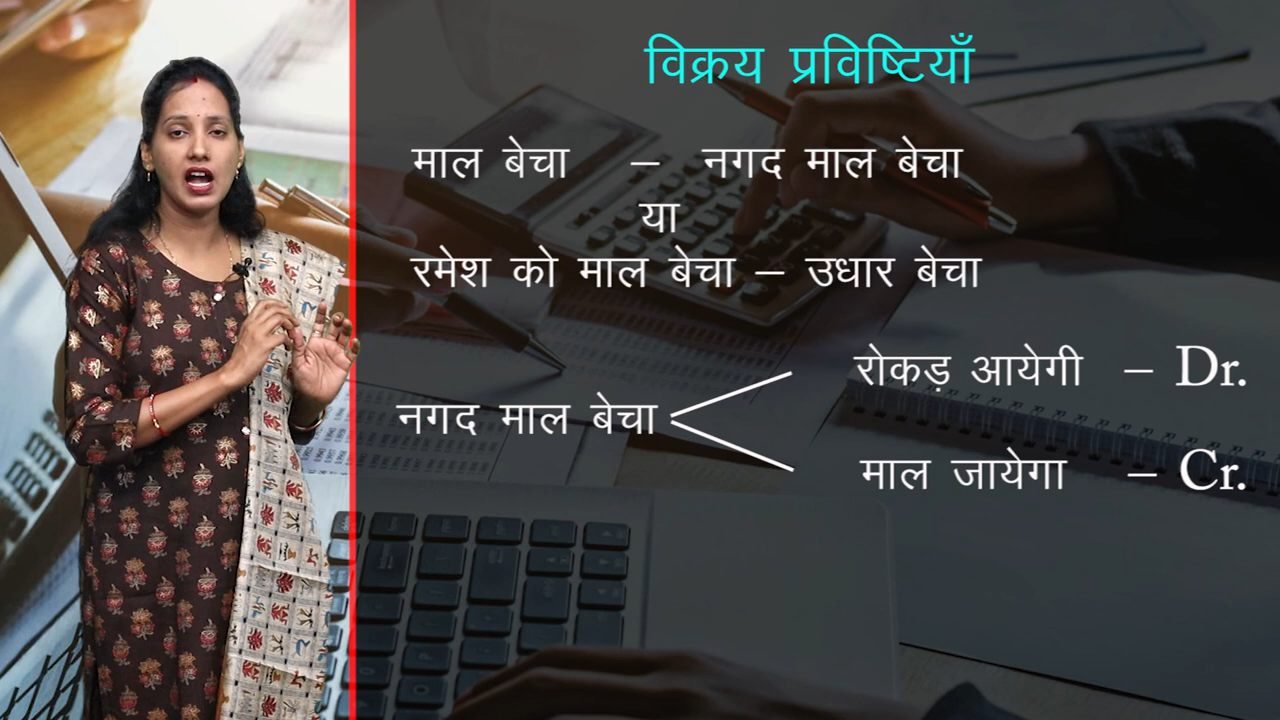 विक्रय प्रविष्टियाँ
माल बेचा – नगद माल बेचा
या
रमेश को माल बेचा – उधार बेचा
रोकड़ आयेगी – Dr.
नगद माल बेचा
माल जायेगा – Cr.